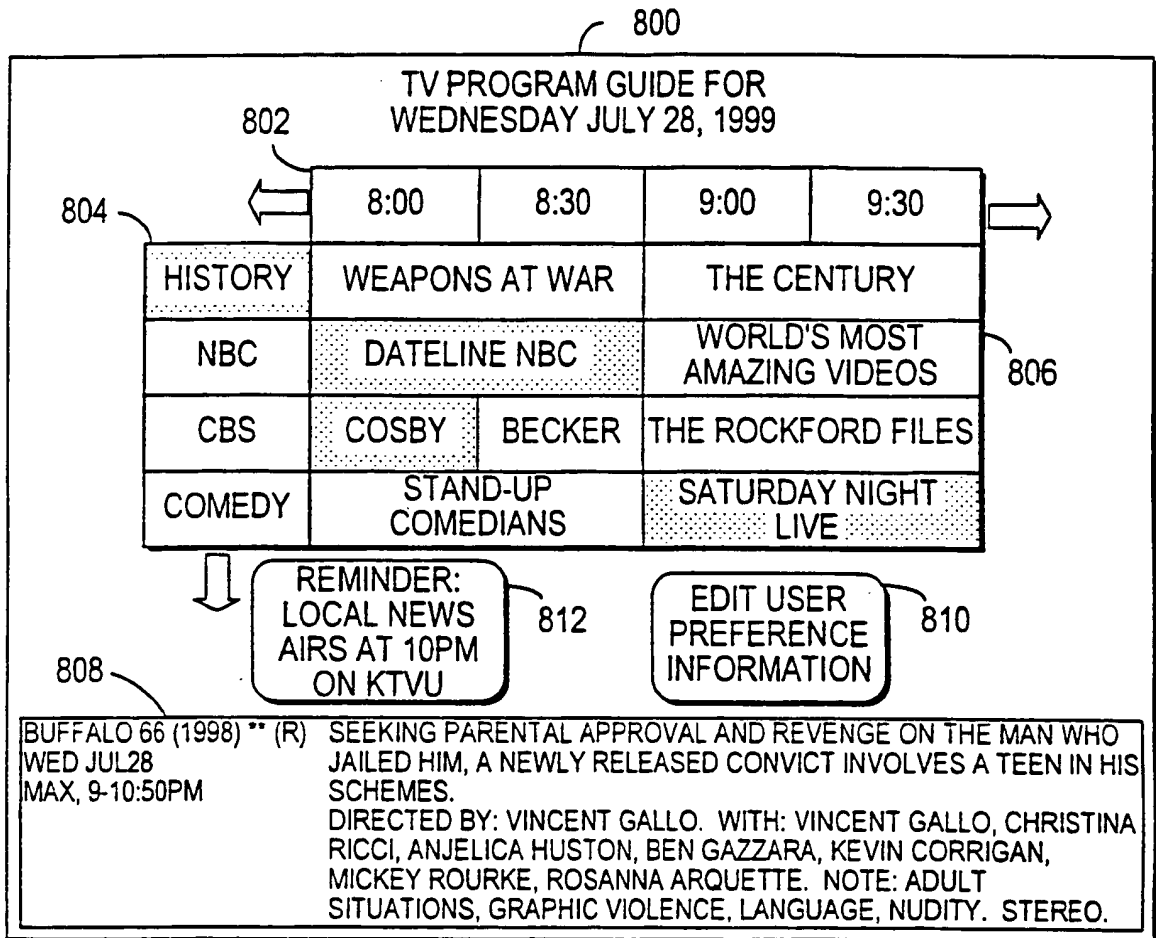 800
TV PROGRAM GUIDE FOR
WEDNESDAY JULY 28, 1999
802
8:00 8:30 9:00 9:30
804
HISTORY WEAPONS AT WAR THE CENTURY
NBC DATELINE NBC WORLD'S MOST
AMAZING VIDEOS
806
CBS COSBY BECKER THE ROCKFORD FILES
COMEDY STAND-UP
COMEDIANS
SATURDAY NIGHT
LIVE
REMINDER:
LOCAL NEWS
AIRS AT 10PM
ON KTVU
812
EDIT USER
PREFERENCE
INFORMATION
810
808
BUFFALO 66 (1998) ** (R)
WED JUL28
MAX, 9-10:50PM
SEEKING PARENTAL APPROVAL AND REVENGE ON THE MAN WHO
JAILED HIM, A NEWLY RELEASED CONVICT INVOLVES A TEEN IN HIS
SCHEMES.
DIRECTED BY: VINCENT GALLO. WITH: VINCENT GALLO, CHRISTINA
RICCI, ANJELICA HUSTON, BEN GAZZARA, KEVIN CORRIGAN,
MICKEY ROURKE, ROSANNA ARQUETTE. NOTE: ADULT
SITUATIONS, GRAPHIC VIOLENCE, LANGUAGE, NUDITY. STEREO.